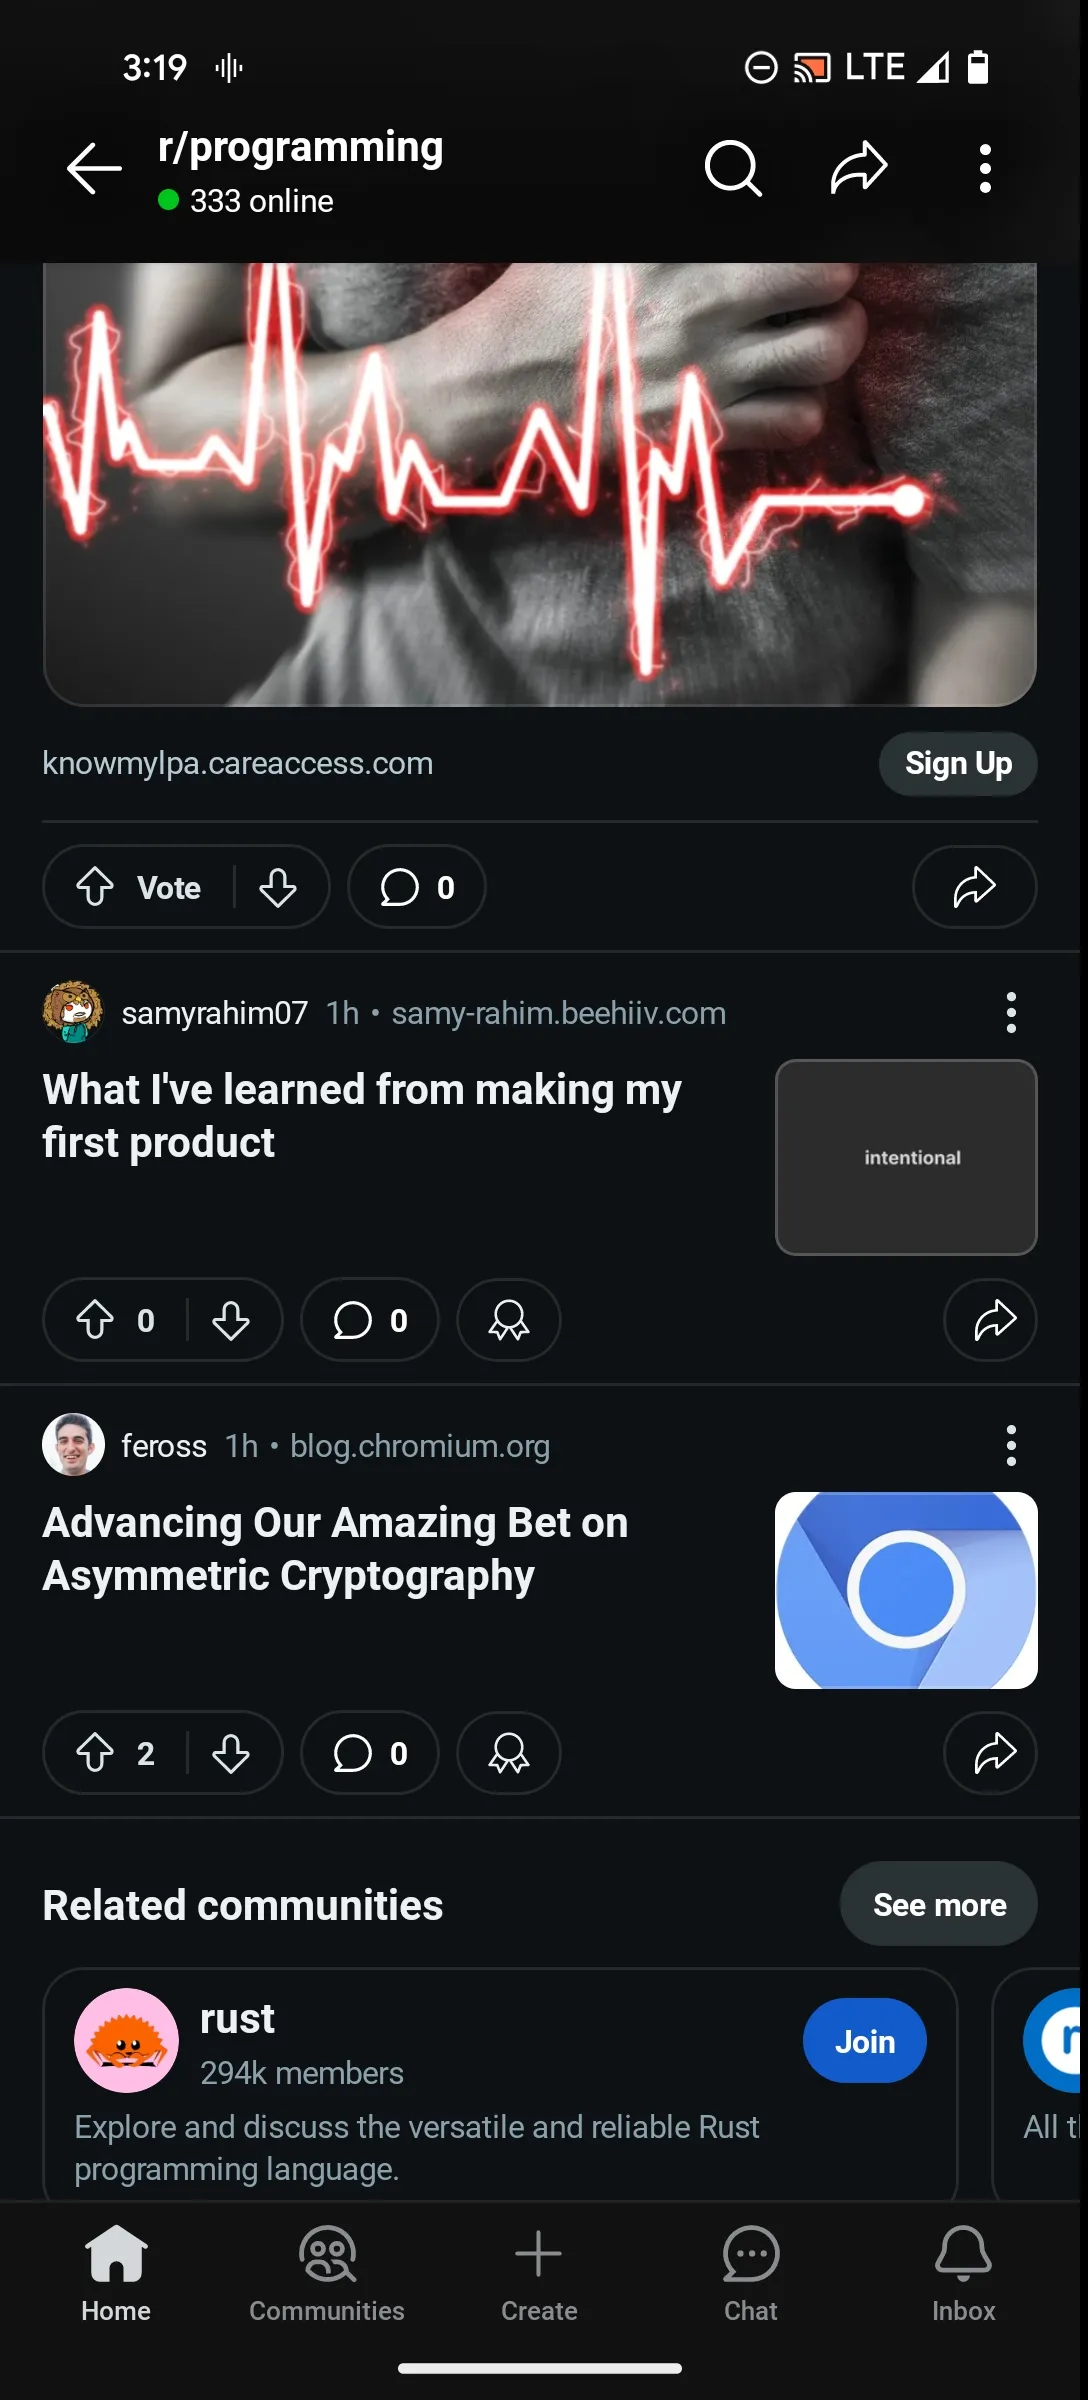 3:19
LTE
r/programming
333 online
knowmylpa.careaccess.com
Sign Up
Vote
0
samyrahim07 1h • samy-rahim.beehiiv.com
What I've learned from making my
first product
intentional
0
0
feross 1h • blog.chromium.org
Advancing Our Amazing Bet on
Asymmetric Cryptography
2
0
Related communities
See more
rust
294k members
Join
Explore and discuss the versatile and reliable Rust
programming language.
All
Home
Communities
Create
Chat
Inbox